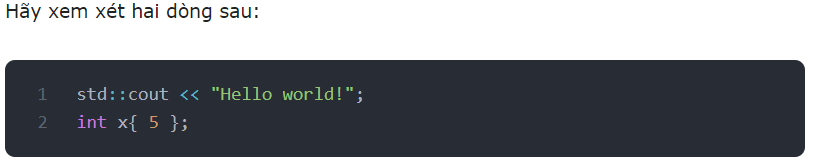 Hãy xem xét hai dòng sau:
1 std::cout << "Hello world!";
2 int x{ 5 };